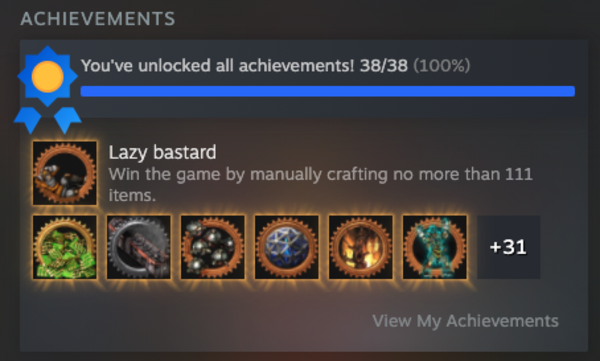 ACHIEVEMENTS
You've unlocked all achievements! 38/38 (100%)
Lazy bastard
Win the game by manually crafting no more than 111
items.
+31
View My Achievements